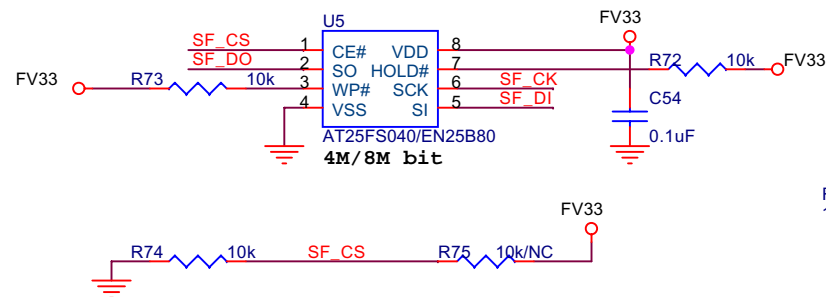 U5
FV33
SF_CS 1 CE# VDD 8
SF_DO 2 SO HOLD# 7 R72 10k FV33
FV33 R73 10k 3 WP# SCK 6 SF_CK
4 VSS SI 5 SF_DI
C54
0.1uF
AT25FS040/EN25B80
4M/8M bit
FV33
R74 10k SF_CS R75 10k/NC